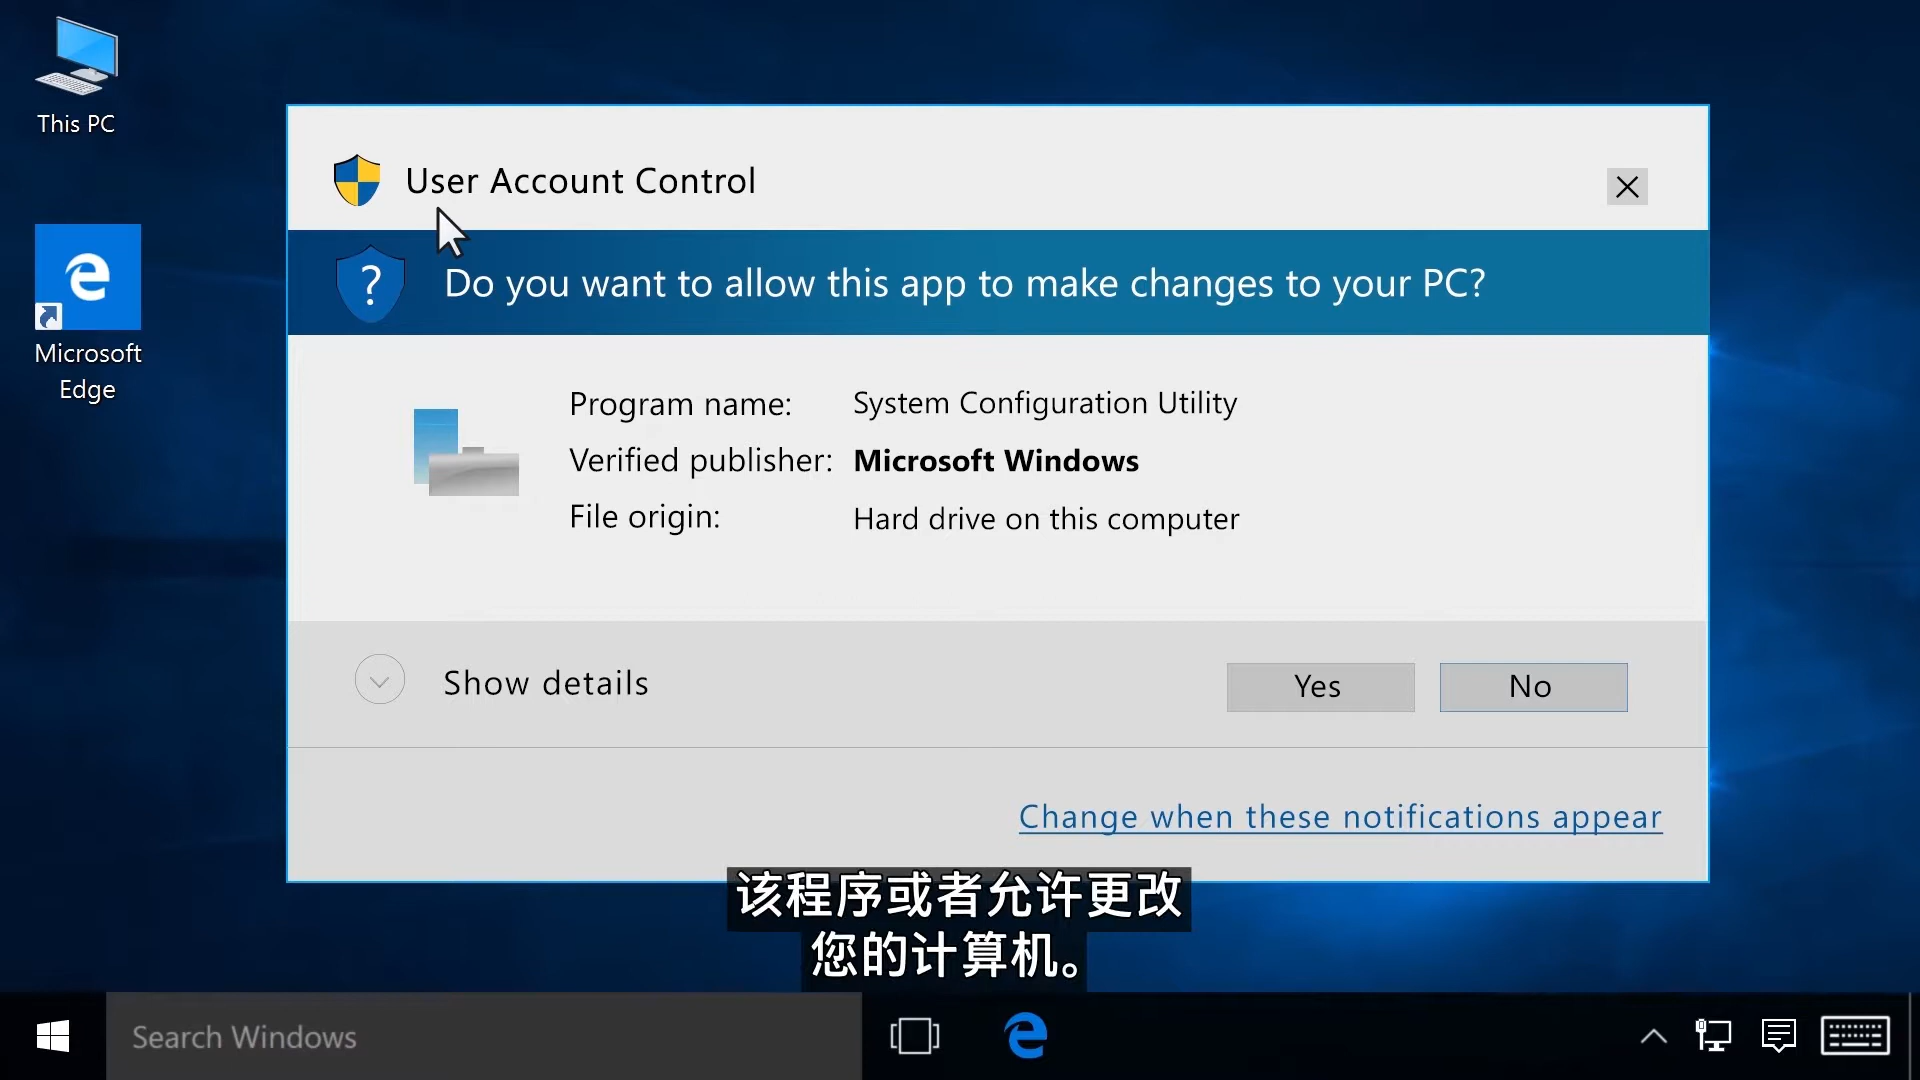 This PC
Microsoft
Edge
User Account Control
? Do you want to allow this app to make changes to your PC?
Program name: System Configuration Utility
Verified publisher: Microsoft Windows
File origin: Hard drive on this computer
Show details
Yes
No
Change when these notifications appear
该程序或者允许更改
您的计算机。
Search Windows